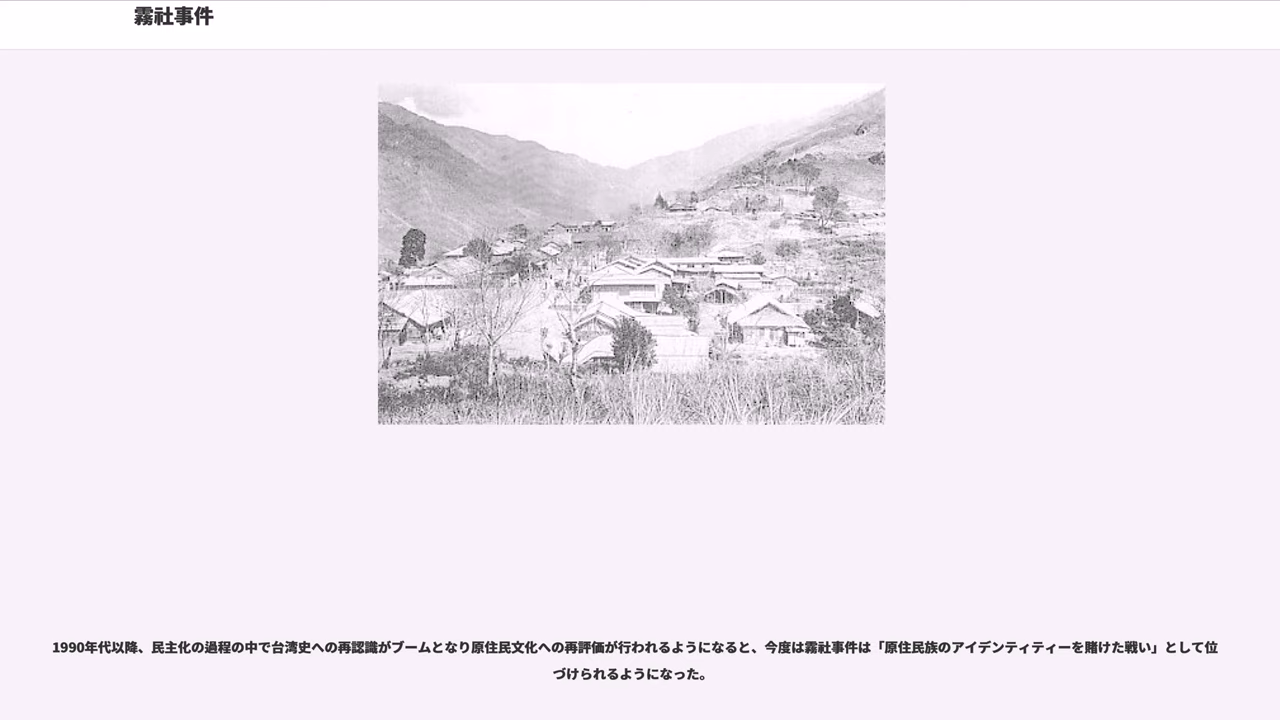 霧社事件
1990年代以降、民主化の過程の中で台湾史への再認識がブームとなり原住民文化への再評価が行われるようになると、今度は霧社事件は「原住民族のアイデンティティーを賭けた戦い」として位
づけられるようになった。